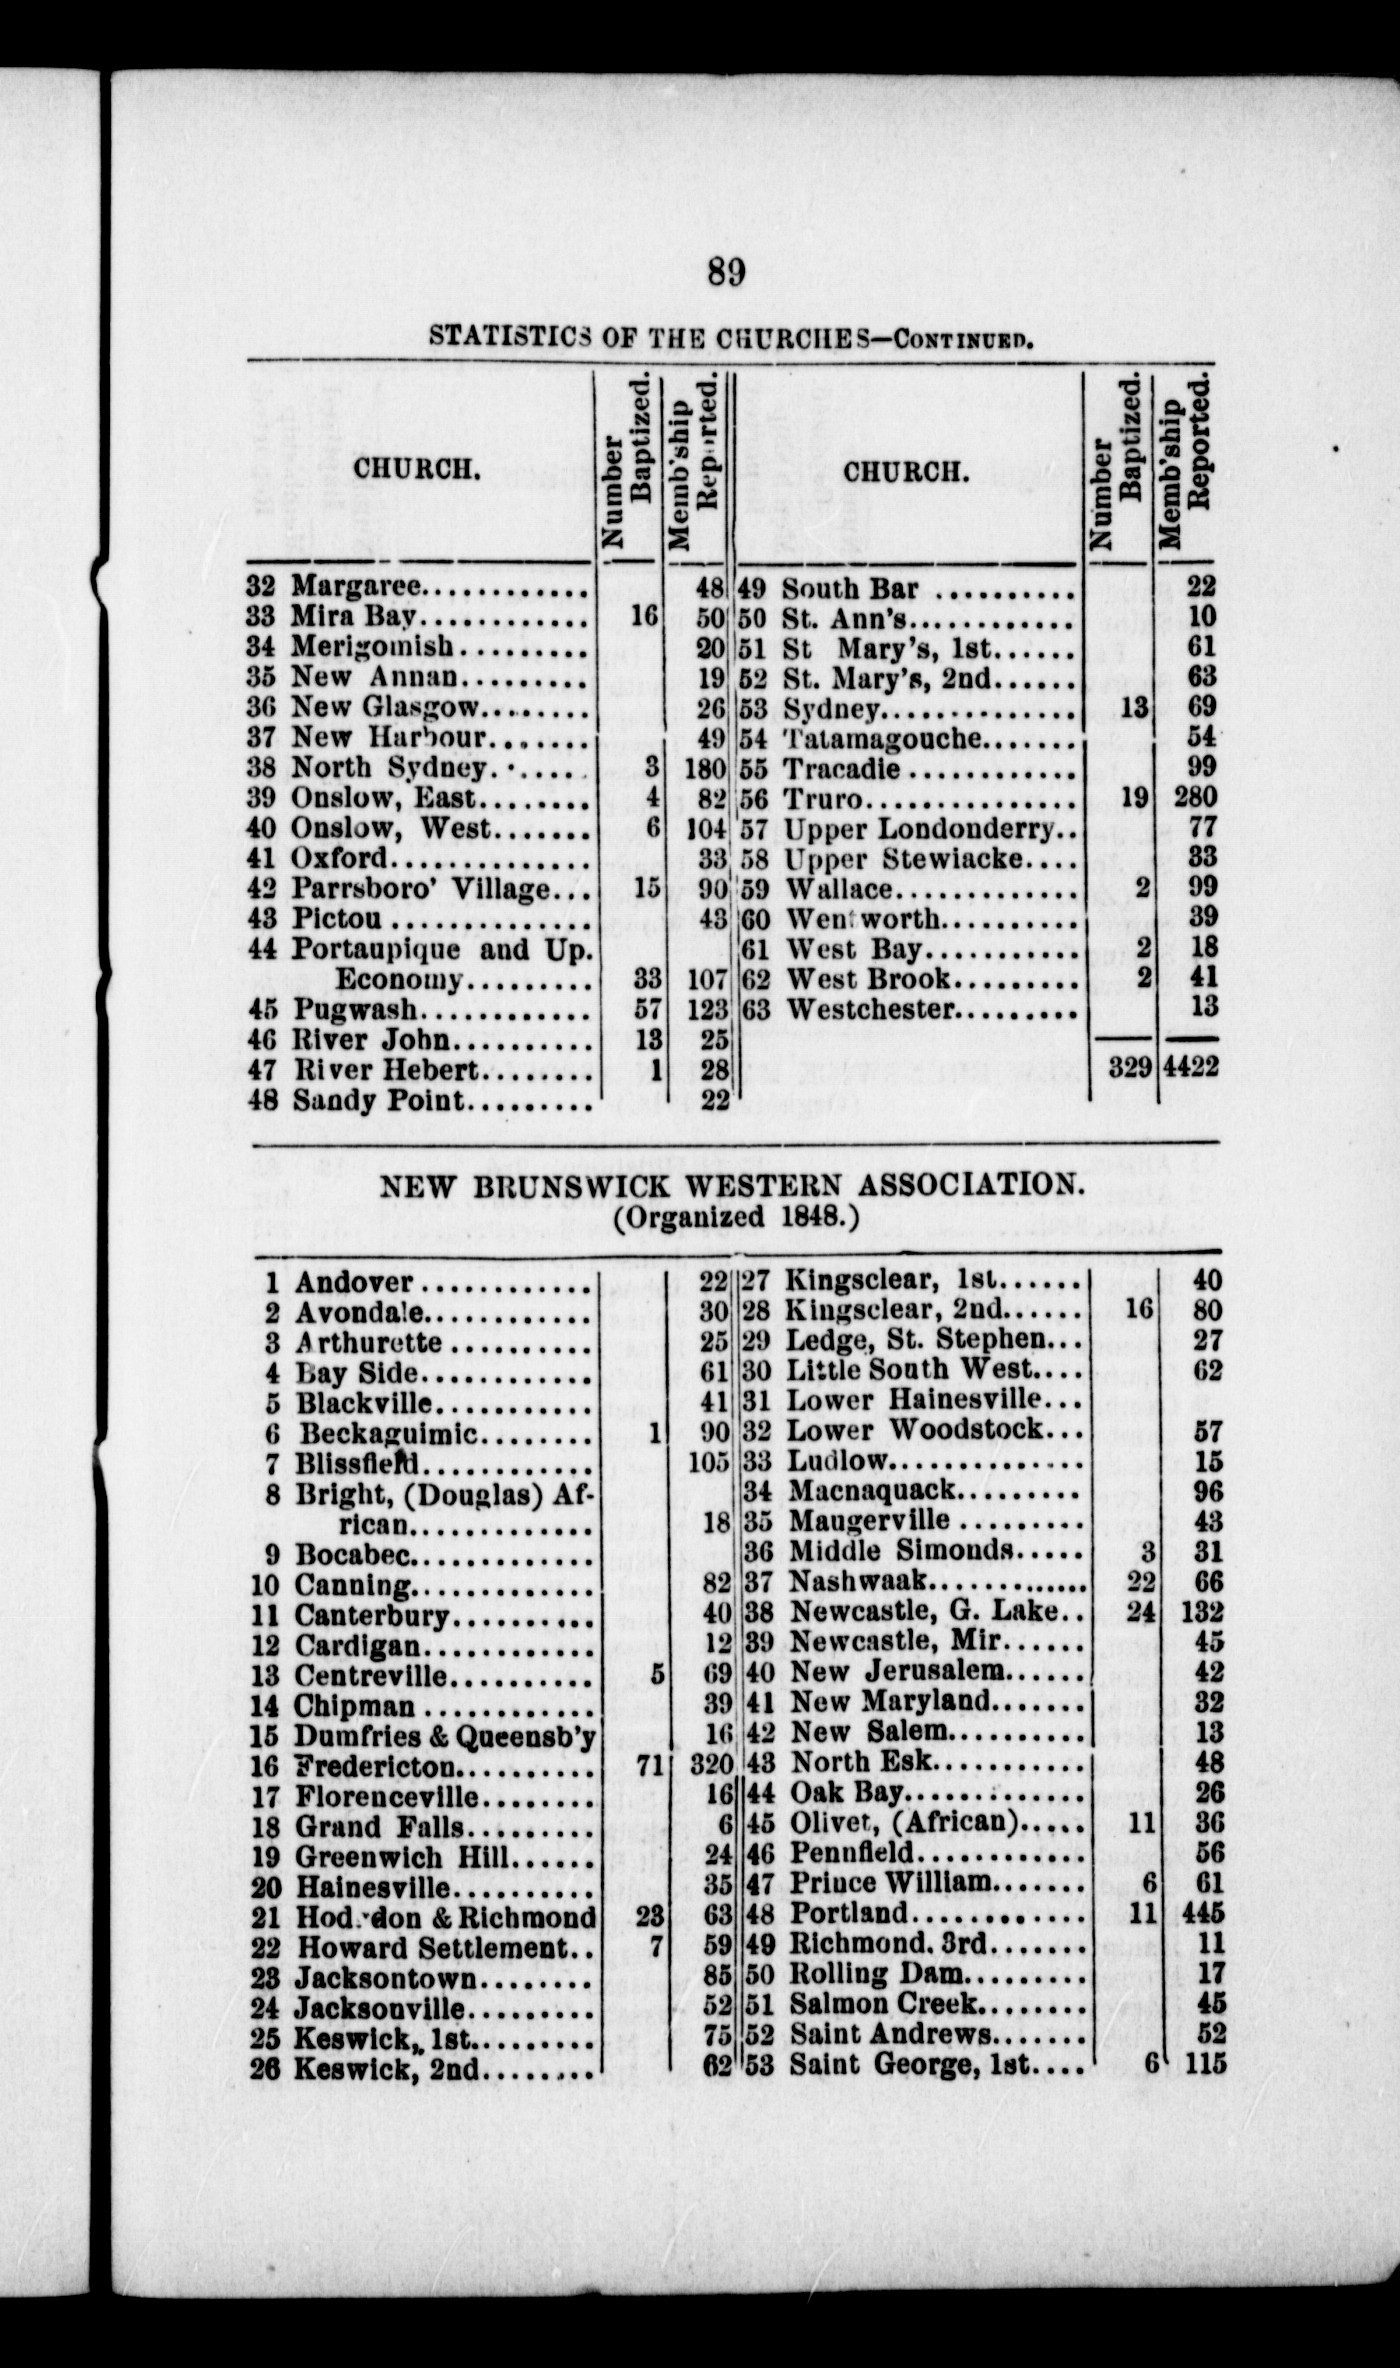 89
STATISTICS OF THE CHURCHES—CONTINUED.
CHURCH. Number Baptized. Memb'ship Reported. CHURCH. Number Baptized. Memb'ship Reported.
32 Margaree............ 48 49 South Bar .......... 22
33 Mira Bay............ 16 50 50 St. Ann's............ 10
34 Merigomish......... 20 51 St Mary's, 1st...... 61
35 New Annan......... 19 52 St. Mary's, 2nd...... 63
36 New Glasgow........ 26 53 Sydney.............. 13 69
37 New Harbour....... 49 54 Tatamagouche....... 54
38 North Sydney...... 3 180 55 Tracadie ............ 99
39 Onslow, East........ 4 82 56 Truro............... 19 280
40 Onslow, West....... 6 104 57 Upper Londonderry.. 77
41 Oxford.............. 33 58 Upper Stewiacke.... 33
42 Parrsboro' Village... 15 90 59 Wallace............. 2 99
43 Pictou .............. 43 60 Wentworth.......... 39
44 Portaupique and Up. 61 West Bay........... 2 18
Economy......... 33 107 62 West Brook......... 2 41
45 Pugwash............ 57 123 63 Westchester......... 13
46 River John.......... 13 25
47 River Hebert........ 1 28 329 4422
48 Sandy Point......... 22
NEW BRUNSWICK WESTERN ASSOCIATION.
(Organized 1848.)
1 Andover ............ 22 27 Kingsclear, 1st...... 40
2 Avondale............ 30 28 Kingsclear, 2nd...... 16 80
3 Arthurette .......... 25 29 Ledge, St. Stephen... 27
4 Bay Side............ 61 30 Little South West.... 62
5 Blackville........... 41 31 Lower Hainesville...
6 Beckaguimic........ 1 90 32 Lower Woodstock... 57
7 Blissfield............ 105 33 Ludlow.............. 15
8 Bright, (Douglas) Af- 34 Macnaquack......... 96
rican............. 18 35 Maugerville ......... 43
9 Bocabec............. 36 Middle Simonds..... 3 31
10 Canning............. 82 37 Nashwaak............. 22 66
11 Canterbury.......... 40 38 Newcastle, G. Lake.. 24 132
12 Cardigan............ 12 39 Newcastle, Mir...... 45
13 Centreville.......... 5 69 40 New Jerusalem...... 42
14 Chipman ............ 39 41 New Maryland....... 32
15 Dumfries & Queensb'y 16 42 New Salem.......... 13
16 Fredericton.......... 71 320 43 North Esk........... 48
17 Florenceville........ 16 44 Oak Bay............. 26
18 Grand Falls......... 6 45 Olivet, (African)..... 11 36
19 Greenwich Hill...... 24 46 Pennfield............ 56
20 Hainesville.......... 35 47 Prince William....... 6 61
21 Hod don & Richmond 23 63 48 Portland............. 11 445
22 Howard Settlement.. 7 59 49 Richmond. 3rd....... 11
23 Jacksontown........ 85 50 Rolling Dam......... 17
24 Jacksonville......... 52 51 Salmon Creek........ 45
25 Keswick, 1st......... 75 52 Saint Andrews....... 52
26 Keswick, 2nd........ 62 53 Saint George, 1st.... 6 115